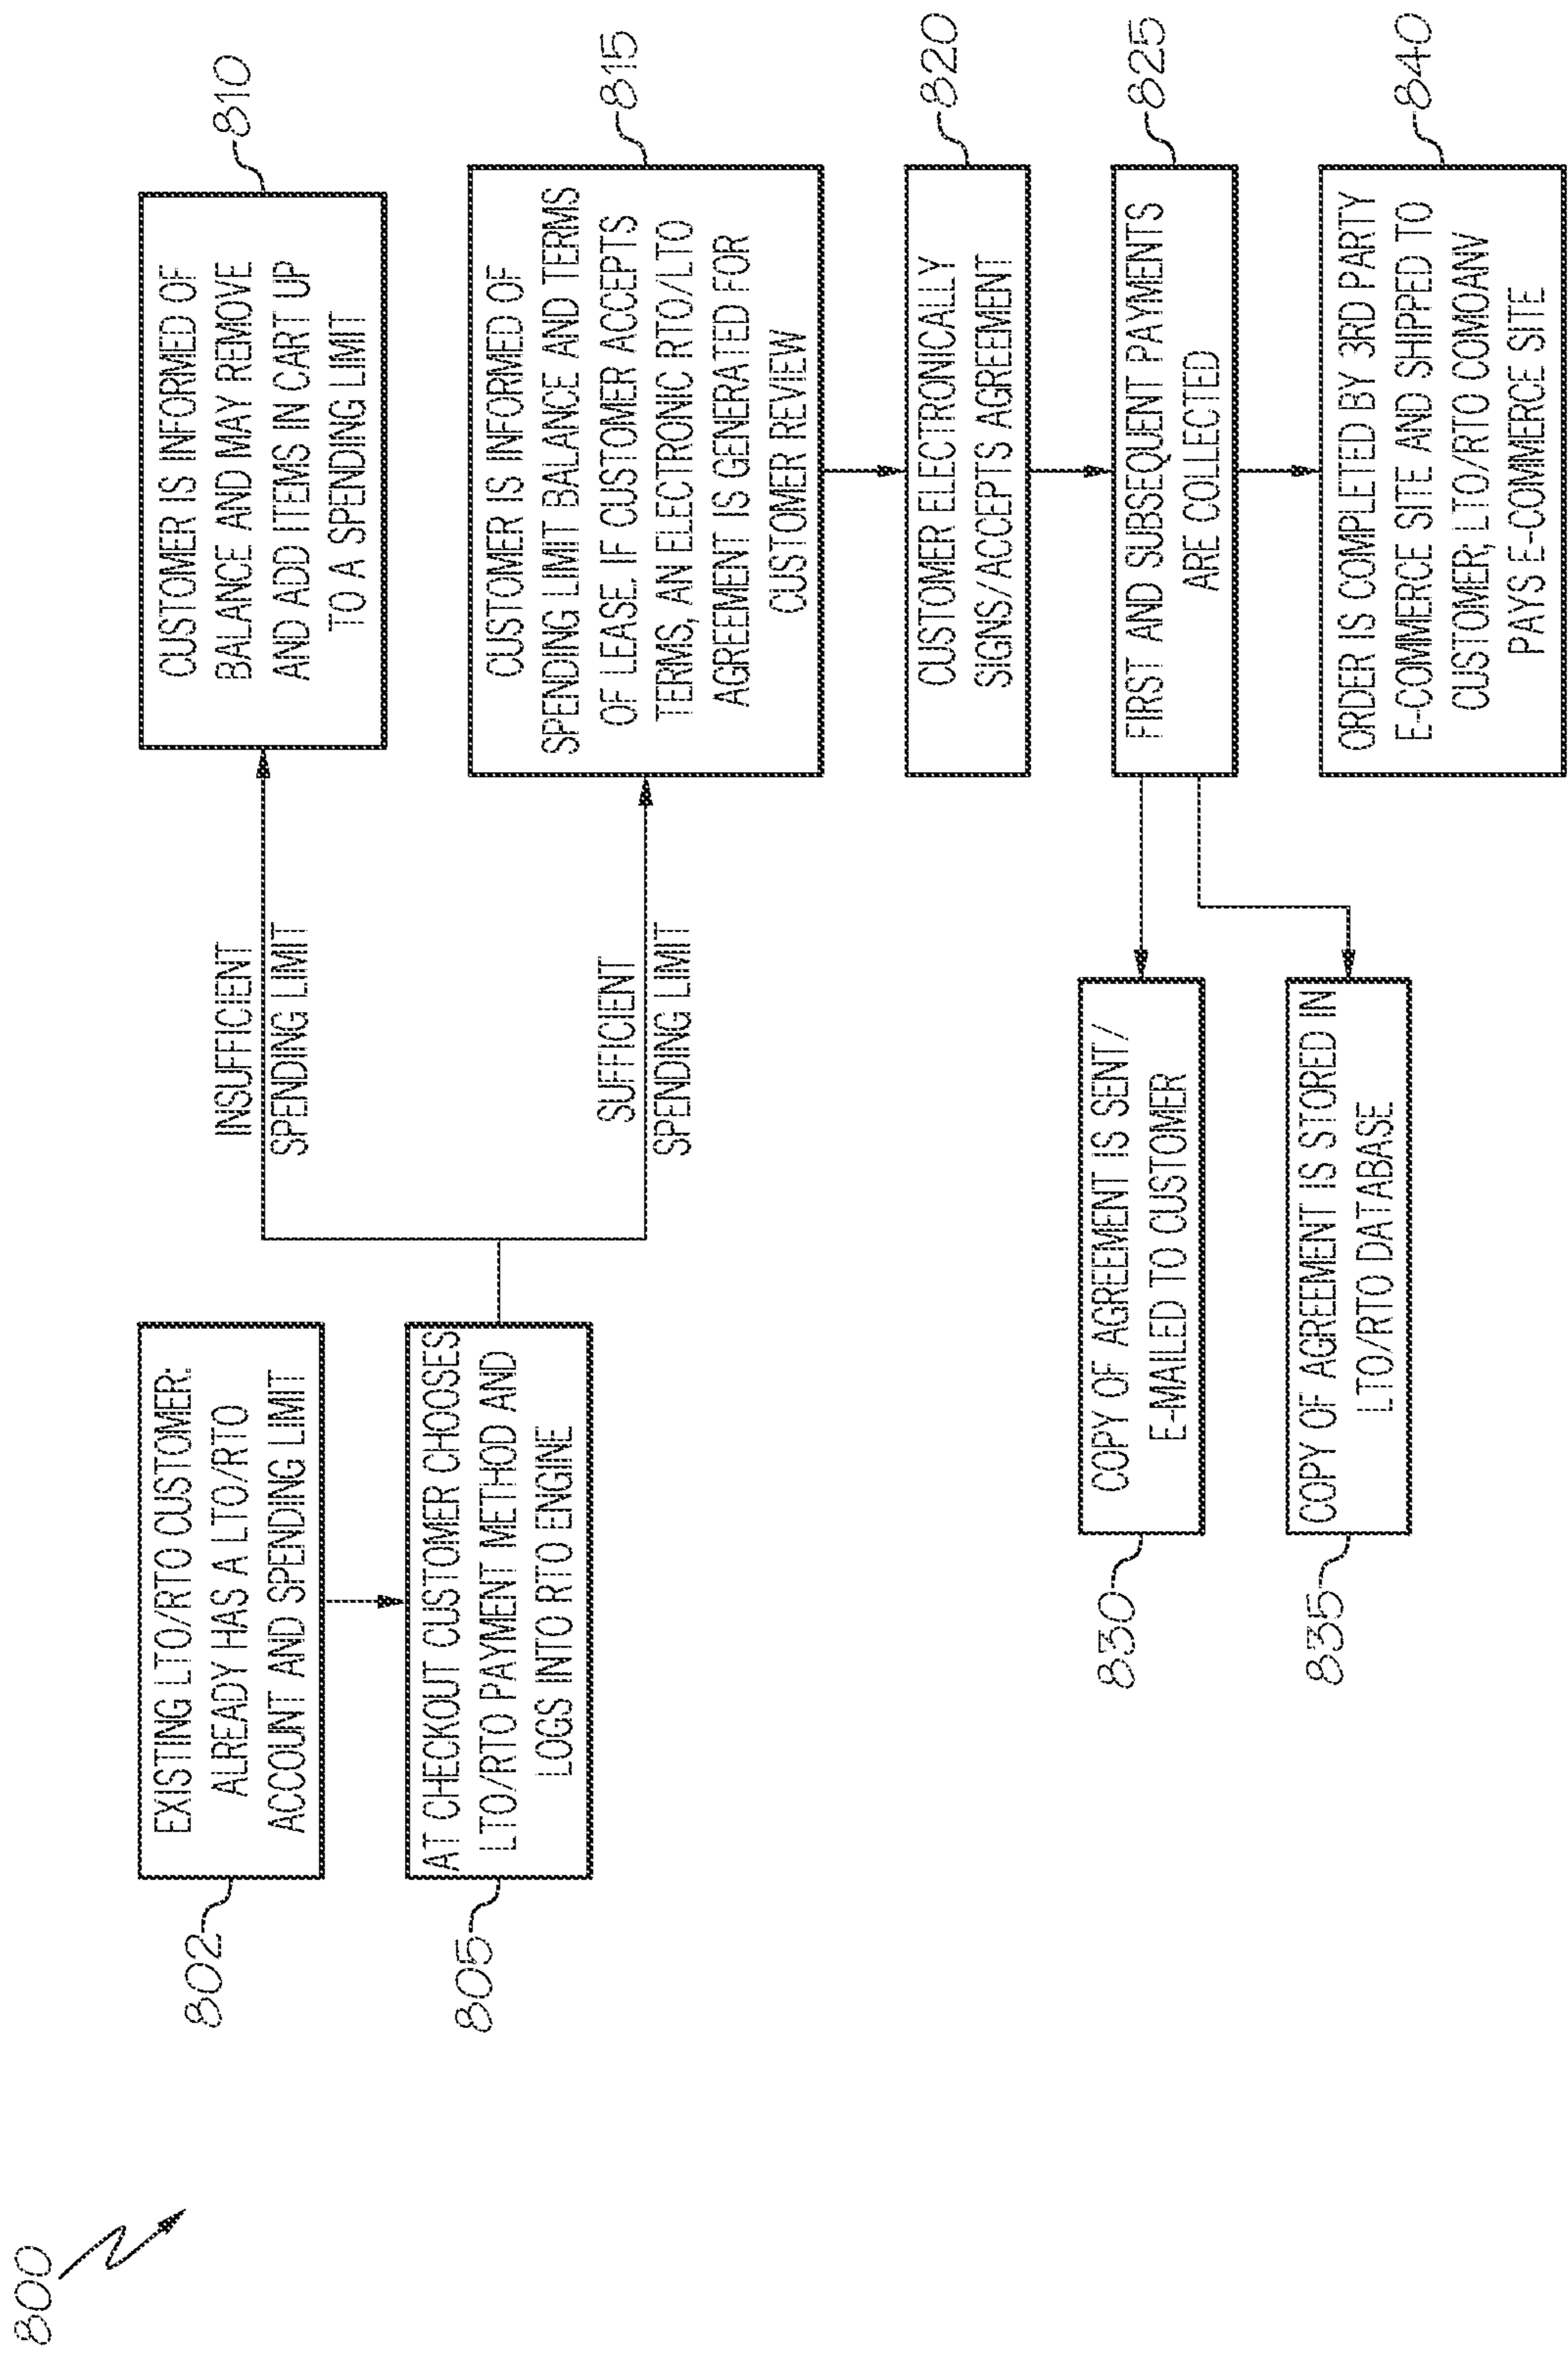 800
802
EXISTING LTO/RTO CUSTOMER:
ALREADY HAS A LTO/RTO
ACCOUNT AND SPENDING LIMIT
805
AT CHECKOUT CUSTOMER CHOOSES
LTO/RTO PAYMENT METHOD AND
LOGS INTO RTO ENGINE
INSUFFICIENT
SPENDING LIMIT
CUSTOMER IS INFORMED OF
BALANCE AND MAY REMOVE
AND ADD ITEMS IN CART UP
TO A SPENDING LIMIT
810
SUFFICIENT
SPENDING LIMIT
CUSTOMER IS INFORMED OF
SPENDING LIMIT BALANCE AND TERMS
OF LEASE. IF CUSTOMER ACCEPTS
TERMS, AN ELECTRONIC RTO/LTO
AGREEMENT IS GENERATED FOR
CUSTOMER REVIEW
815
CUSTOMER ELECTRONICALLY
SIGNS/ACCEPTS AGREEMENT
820
FIRST AND SUBSEQUENT PAYMENTS
ARE COLLECTED
825
830
COPY OF AGREEMENT IS SENT/
E-MAILED TO CUSTOMER
835
COPY OF AGREEMENT IS STORED IN
LTO/RTO DATABASE
ORDER IS COMPLETED BY 3RD PARTY
E-COMMERCE SITE AND SHIPPED TO
CUSTOMER; LTO/RTO COMOANV
PAYS E-COMMERCE SITE
840